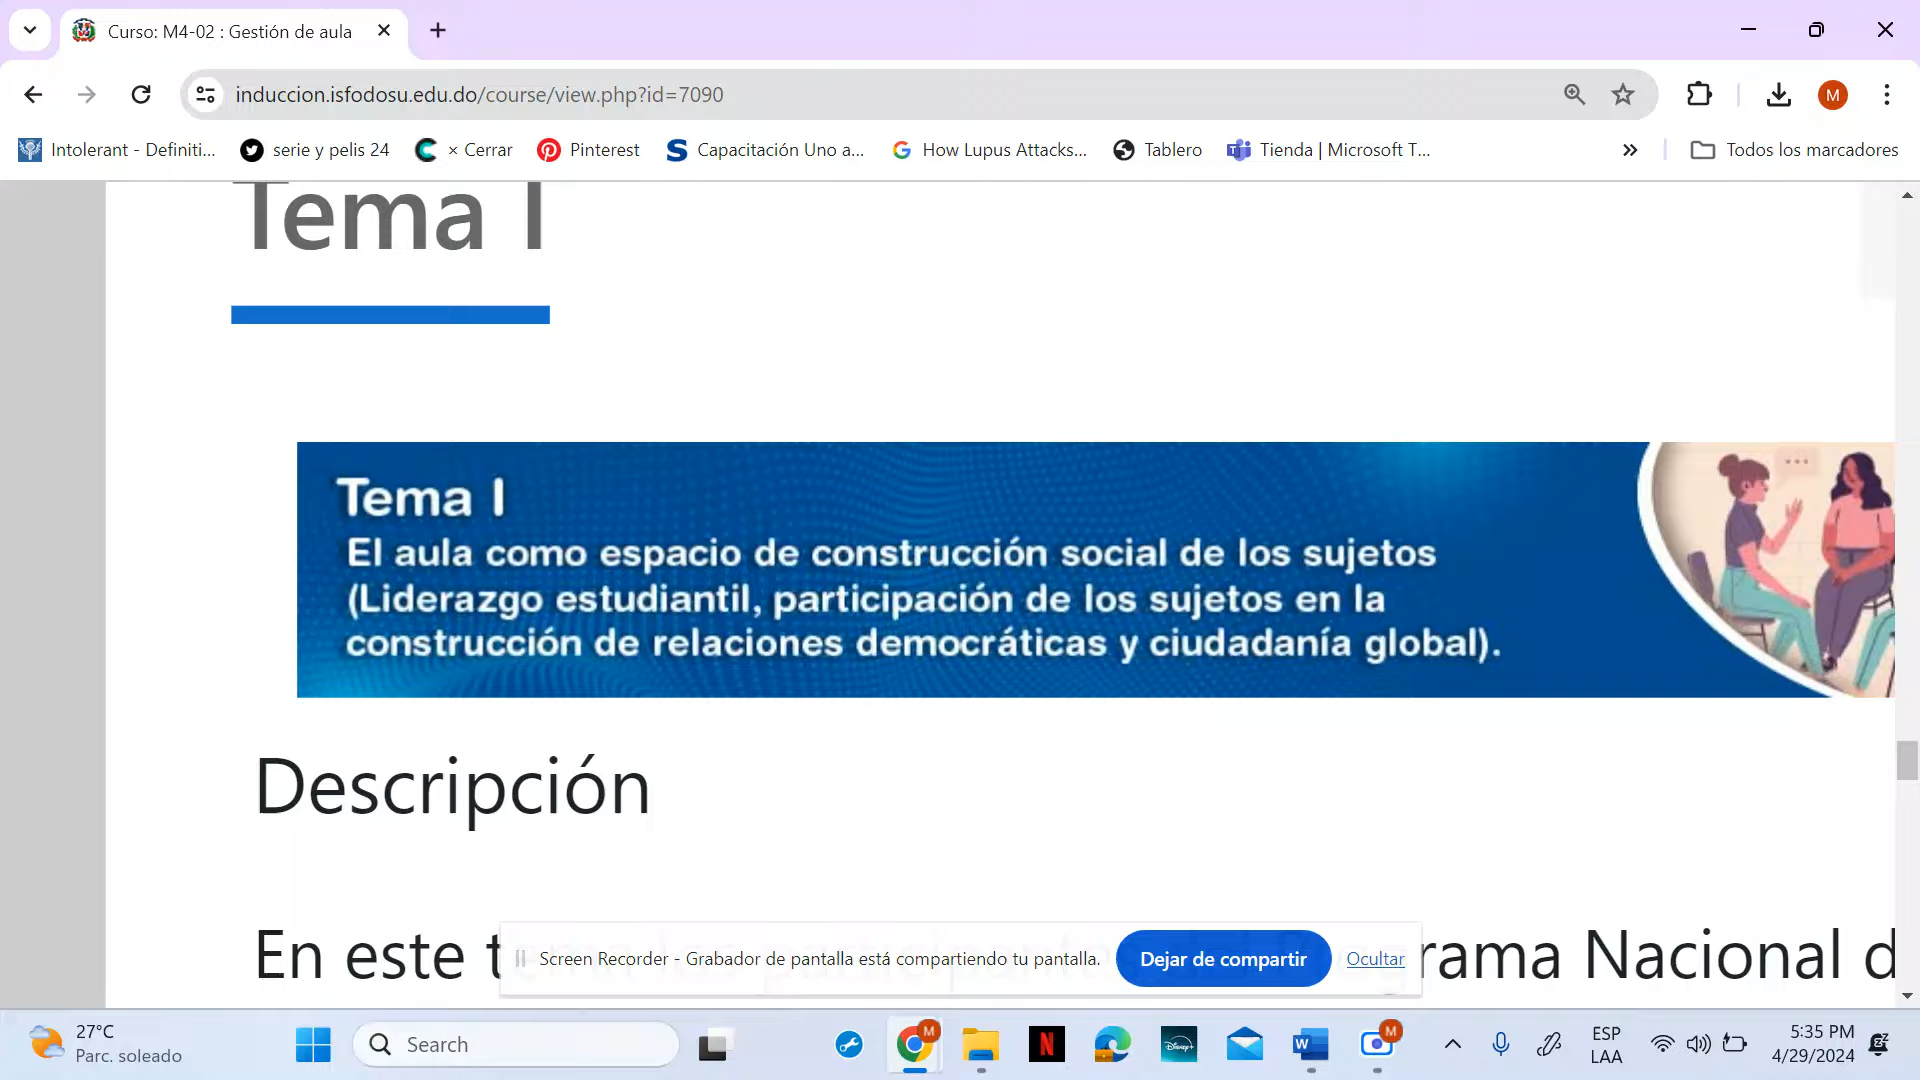 Curso: M4-02 : Gestión de aula
induccion.isfodosu.edu.do/course/view.php?id=7090
M
Intolerant - Definiti...
serie y pelis 24
× Cerrar
Pinterest
Capacitación Uno a...
How Lupus Attacks...
Tablero
Tienda | Microsoft T...
Todos los marcadores
Tema I
Tema I
El aula como espacio de construcción social de los sujetos
(Liderazgo estudiantil, participación de los sujetos en la
construcción de relaciones democráticas y ciudadanía global).
Descripción
En este t rama Nacional d
Screen Recorder - Grabador de pantalla está compartiendo tu pantalla.
Dejar de compartir
Ocultar
27°C
Parc. soleado
Search
M
N
Disney+
W
M
ESP
LAA
5:35 PM
4/29/2024